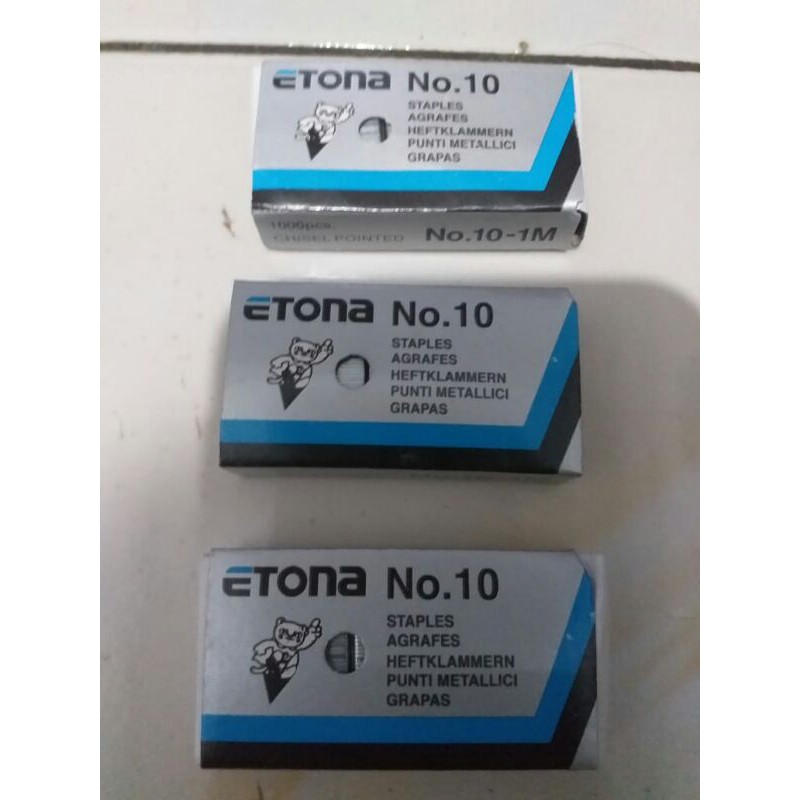 ETONA No.10
STAPLES
AGRAFES
HEFTKLAMMERN
PUNTI METALLICI
GRAPAS
1000pcs.
CHISEL POINTED No.10-1M
ETONA No.10
STAPLES
AGRAFES
HEFTKLAMMERN
PUNTI METALLICI
GRAPAS
ETONA No.10
STAPLES
AGRAFES
HEFTKLAMMERN
PUNTI METALLICI
GRAPAS